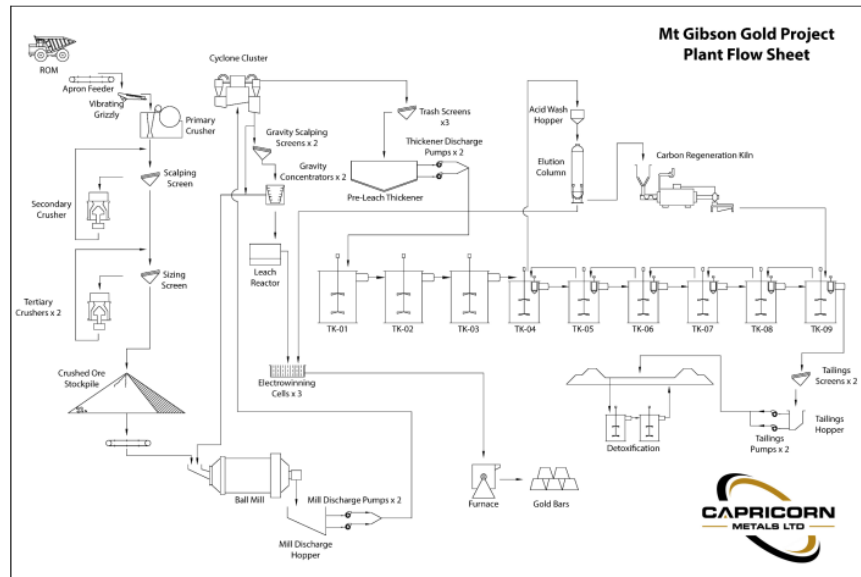 Mt Gibson Gold Project
Plant Flow Sheet
ROM
Apron Feeder
Vibrating
Grizzly
Primary
Crusher
Scalping
Screen
Secondary
Crusher
Sizing
Screen
Tertiary
Crushers x 2
Crushed Ore
Stockpile
Cyclone Cluster
Gravity Scalping
Screens x 2
Gravity
Concentrators x 2
Leach
Reactor
Trash Screens
x3
Thickener Discharge
Pumps x 2
Pre-Leach Thickener
Acid Wash
Hopper
Elution
Column
Carbon Regeneration Kiln
TK-01
TK-02
TK-03
TK-04
TK-05
TK-06
TK-07
TK-08
TK-09
Electrowinning
Cells x 3
Detoxification
Tailings
Screens x 2
Tailings
Hopper
Tailings
Pumps x 2
Ball Mill
Mill Discharge Pumps x 2
Mill Discharge
Hopper
Furnace
Gold Bars
CAPRICORN
METALS LTD